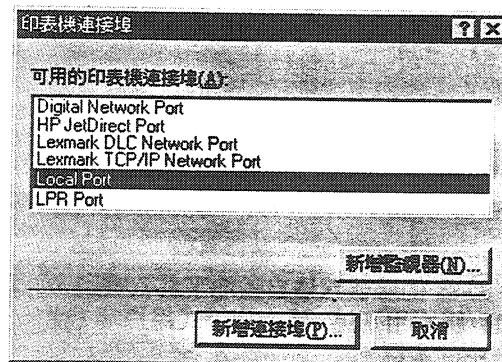 印表機連接埠
可用的印表機連接埠(A):
Digital Network Port
HP JetDirect Port
Lexmark DLC Network Port
Lexmark TCP/IP Network Port
Local Port
LPR Port
新增監視器(N)...
新增連接埠(P)...
取消